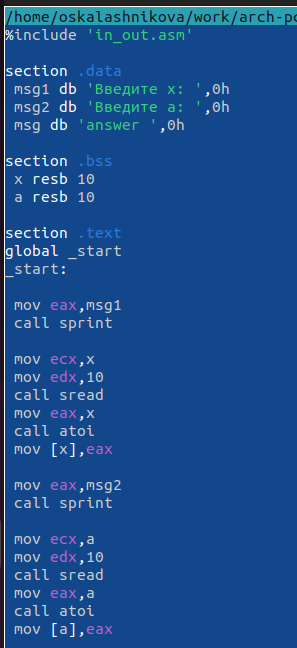 /home/oskalashnikova/work/arch-pc
%include 'in_out.asm'
section .data
msg1 db 'Введите x: ',0h
msg2 db 'Введите a: ',0h
msg db 'answer ',0h
section .bss
x resb 10
a resb 10
section .text
global _start
_start:
mov eax,msg1
call sprint
mov ecx,x
mov edx,10
call sread
mov eax,x
call atoi
mov [x],eax
mov eax,msg2
call sprint
mov ecx,a
mov edx,10
call sread
mov eax,a
call atoi
mov [a],eax